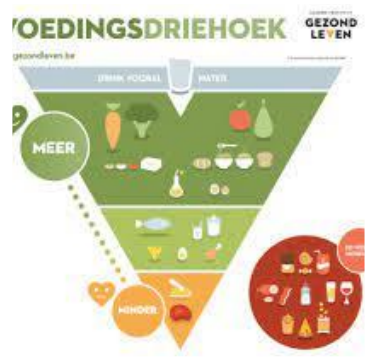 VOEDINGSDRIEHOEK
GEZOND
LEVEN
gezondleven.be
DRINK VOORAL WATER
MEER
MINDER